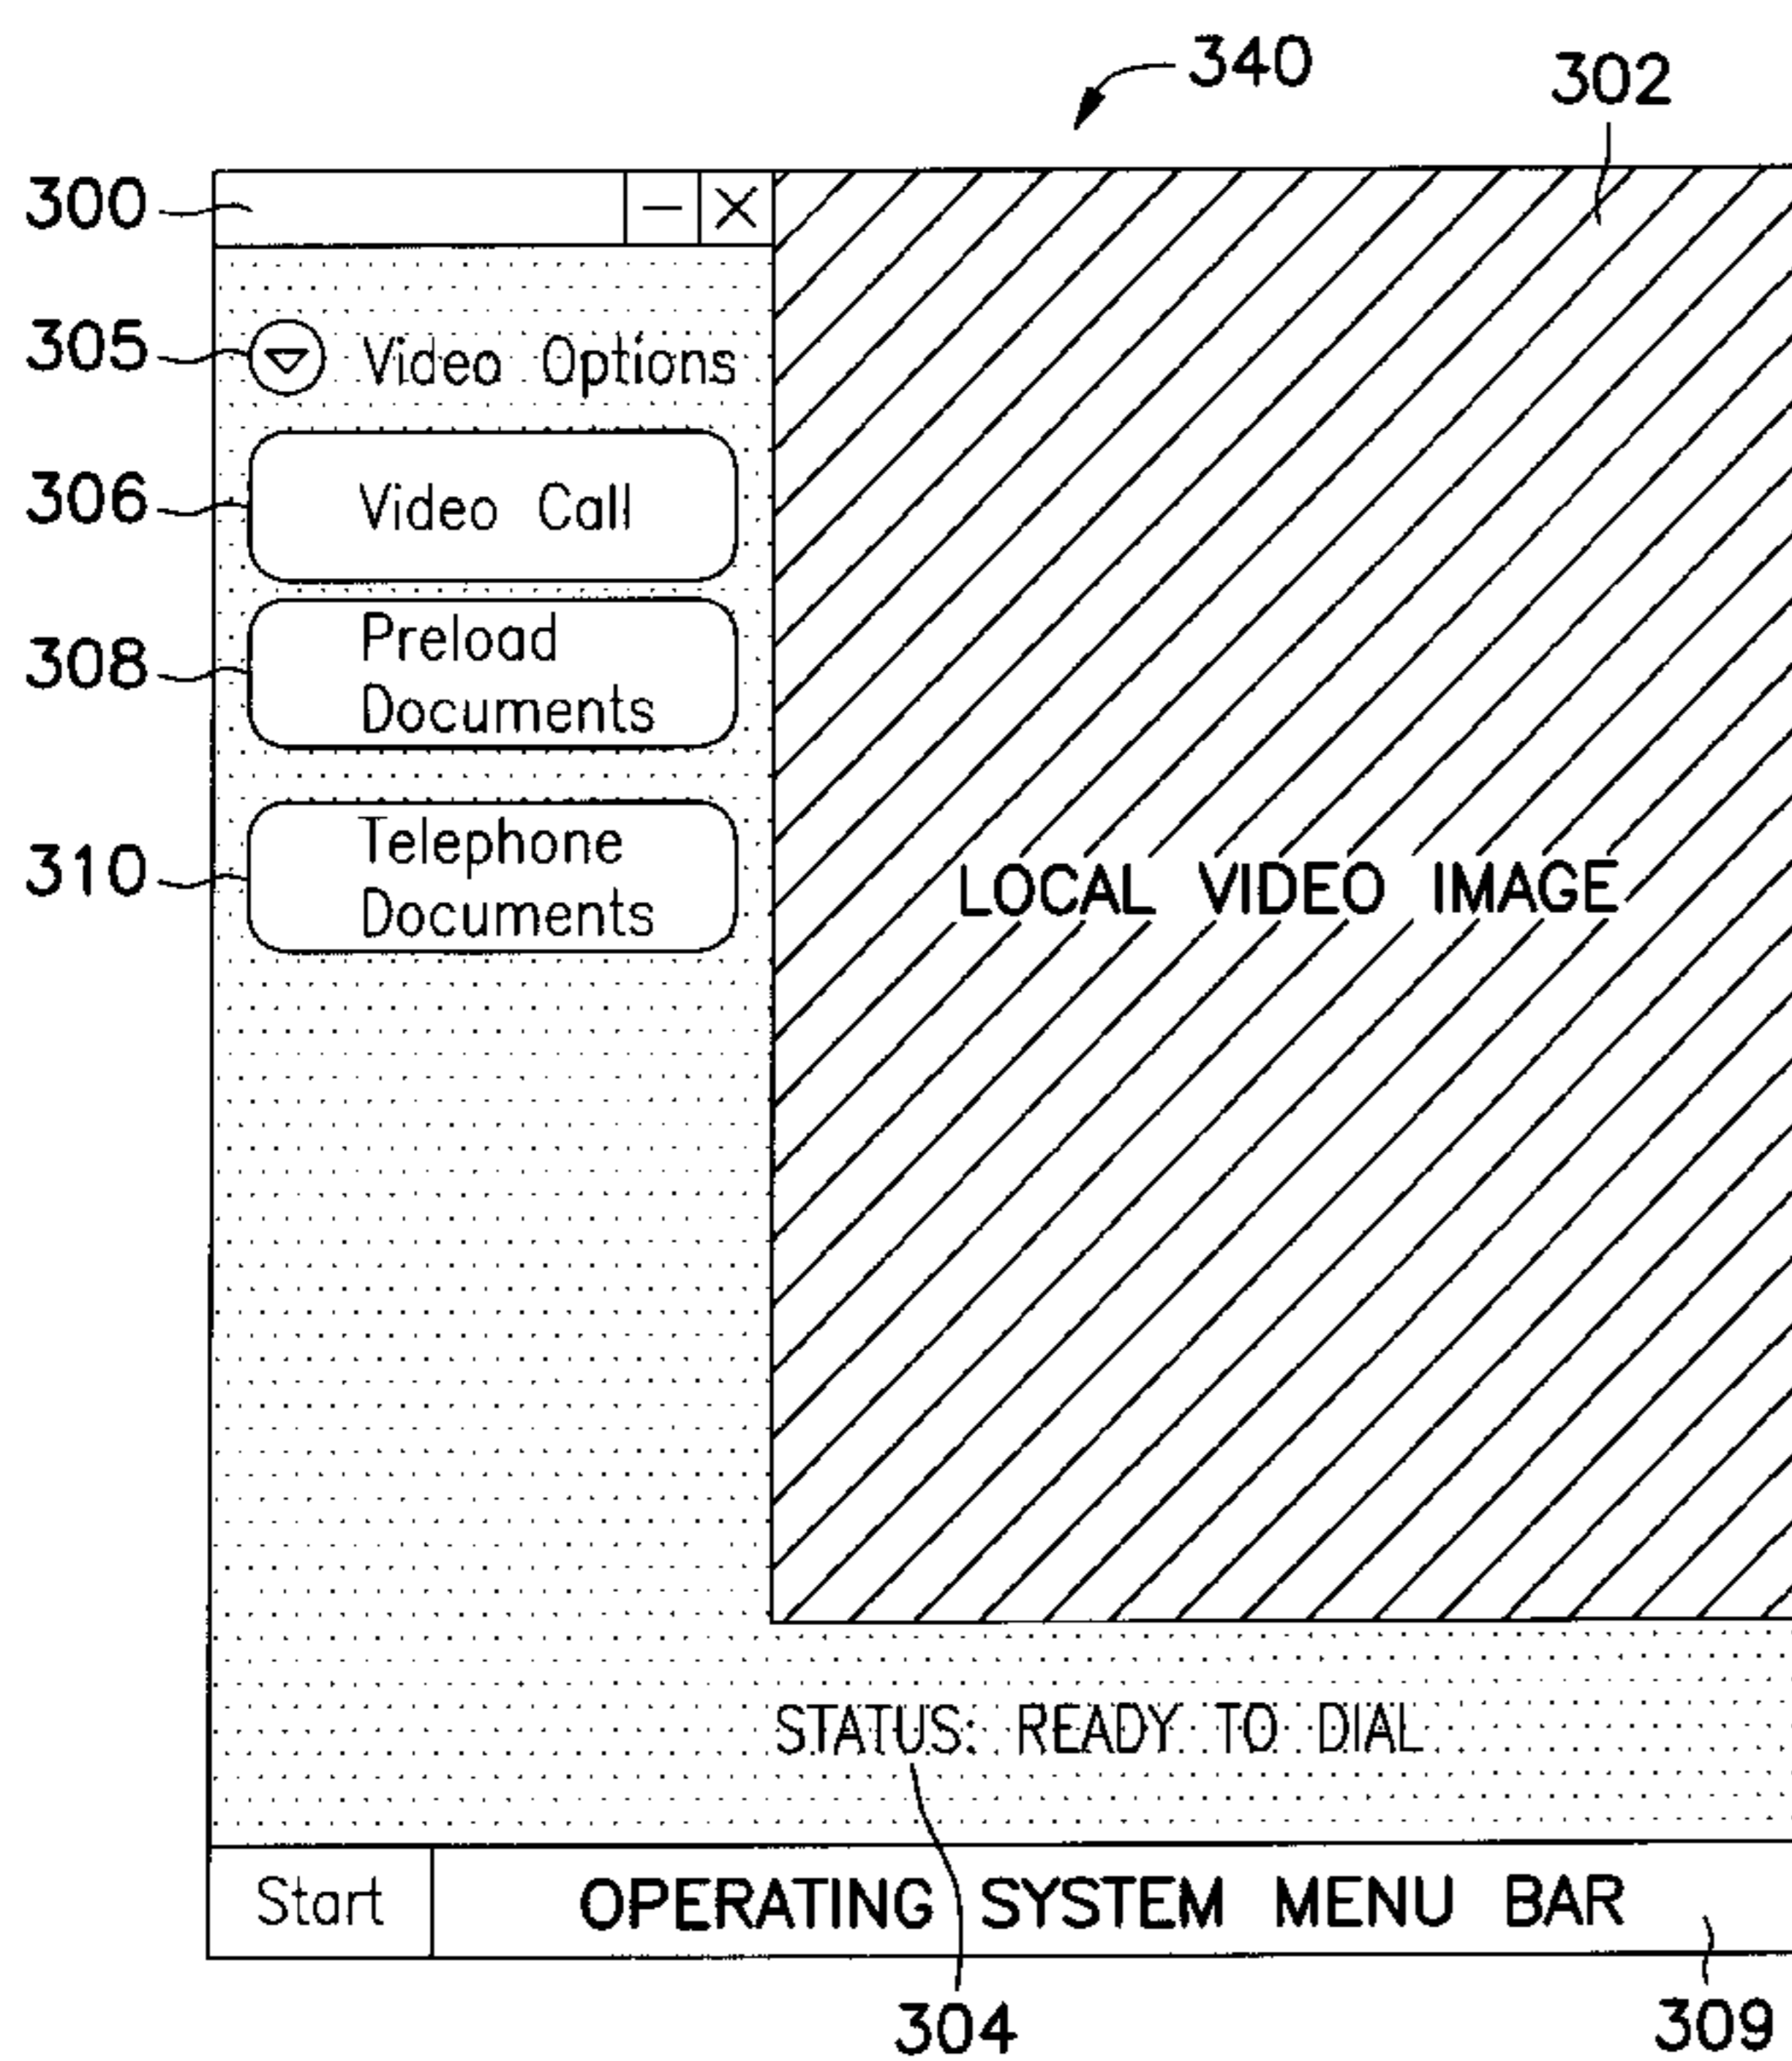 340
302
300
305
Video Options
306
Video Call
308
Preload
Documents
310
Telephone
Documents
LOCAL VIDEO IMAGE
STATUS: READY TO DIAL
Start
OPERATING SYSTEM MENU BAR
304
309